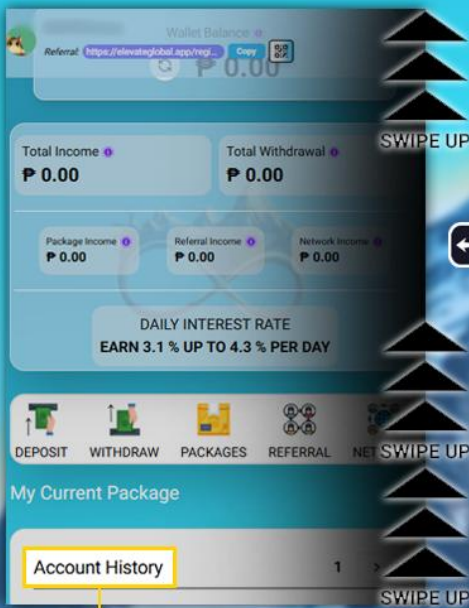 Wallet Balance
Referral: https://elevateglobal.app/regi... Copy
₱ 0.00
SWIPE UP
Total Income
Total Withdrawal
₱ 0.00
₱ 0.00
Package Income
Referral Income
Network Income
₱ 0.00
₱ 0.00
₱ 0.00
DAILY INTEREST RATE
EARN 3.1 % UP TO 4.3 % PER DAY
DEPOSIT
WITHDRAW
PACKAGES
REFERRAL
SWIPE UP
My Current Package
Account History
1
SWIPE UP